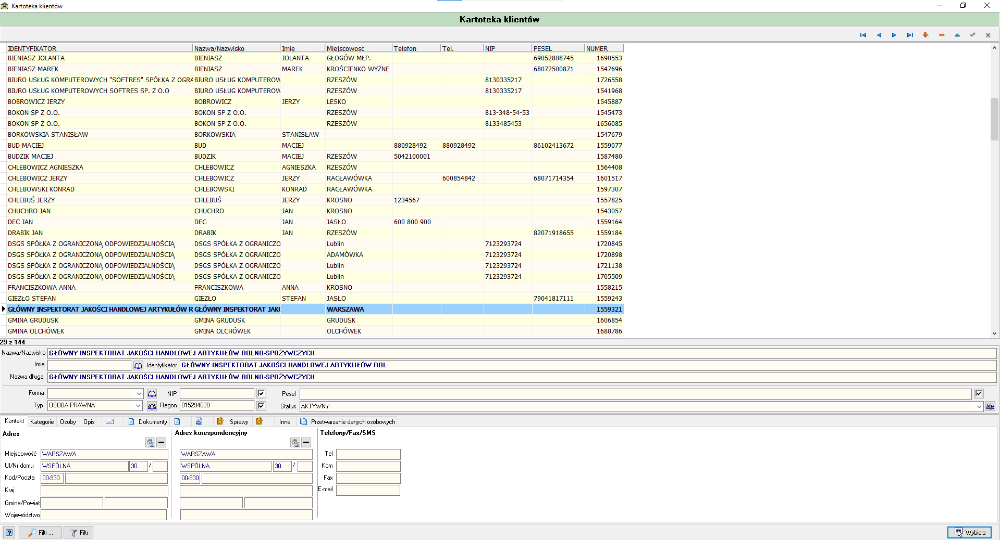 Kartoteka klientów
Kartoteka klientów
IDENTYFIKATOR Nazwa/Nazwisko Imię Miejscowosc Telefon Tel. NIP PESEL NUMER
BIENIASZ JOLANTA BIENIASZ JOLANTA GŁOGÓW MŁP. 69052808745 1690553
BIENIASZ MAREK BIENIASZ MAREK KROŚCIENKO WYŻNE 68072500871 1547696
BIURO USŁUG KOMPUTEROWYCH "SOFTRES" SPÓŁKA Z OGRA BIURO USŁUG KOMPUTEROW RZESZÓW 8130335217 1726558
BIURO USŁUG KOMPUTEROWYCH SOFTRES SP. Z O.O BIURO USŁUG KOMPUTEROW RZESZÓW 8130335217 1541968
BOBROWICZ JERZY BOBROWICZ JERZY LESKO 1545887
BOKON SP Z O.O. BOKON SP Z O.O. RZESZÓW 813-348-54-53 1545473
BOKON SP Z O.O. BOKON SP Z O.O. RZESZÓW 8133485453 1656085
BORKOWSKIA STANISŁAW BORKOWSKIA STANISŁAW 1547679
BUD MACIEJ BUD MACIEJ 880928492 880928492 86102413672 1559077
BUDZIK MACIEJ BUDZIK MACIEJ RZESZÓW 5042100001 1587480
CHLEBOWICZ AGNIESZKA CHLEBOWICZ AGNIESZKA RZESZÓW 1564408
CHLEBOWICZ JERZY CHLEBOWICZ JERZY RACŁAWÓWKA 600854842 68071714354 1601517
CHLEBOWSKI KONRAD CHLEBOWSKI KONRAD RACŁAWÓWKA 1597307
CHLEBUŚ JERZY CHLEBUŚ JERZY KROSNO 1234567 1557825
CHUCHRO JAN CHUCHRO JAN KROSNO 1543057
DEC JAN DEC JAN JASŁO 600 800 900 1559164
DRABIK JAN DRABIK JAN RZESZÓW 82071918655 1559184
DSGS SPÓŁKA Z OGRANICZONĄ ODPOWIEDZIALNOŚCIĄ DSGS SPÓŁKA Z OGRANICZO Lublin 7123293724 1720845
DSGS SPÓŁKA Z OGRANICZONĄ ODPOWIEDZIALNOŚCIĄ DSGS SPÓŁKA Z OGRANICZO ADAMÓWKA 7123293724 1720898
DSGS SPÓŁKA Z OGRANICZONĄ ODPOWIEDZIALNOŚCIĄ DSGS SPÓŁKA Z OGRANICZO Lublin 7123293724 1721138
DSGS SPÓŁKA Z OGRANICZONĄ ODPOWIEDZIALNOŚCIĄ DSGS SPÓŁKA Z OGRANICZO Lublin 7123293724 1705509
FRANCISZKOWA ANNA FRANCISZKOWA ANNA KROSNO 1558215
GIEZŁO STEFAN GIEZŁO STEFAN JASŁO 79041817111 1559243
GŁÓWNY INSPEKTORAT JAKOŚCI HANDLOWEJ ARTYKUŁÓW R GŁÓWNY INSPEKTORAT JAKO WARSZAWA 1559321
GMINA GRUDUSK GMINA GRUDUSK GRUDUSK 1606854
GMINA OLCHÓWEK GMINA OLCHÓWEK OLCHÓWEK 1688786
29 z 144
Nazwa/Nazwisko GŁÓWNY INSPEKTORAT JAKOŚCI HANDLOWEJ ARTYKUŁÓW ROLNO-SPOŻYWCZYCH
Imię Identyfikator GŁÓWNY INSPEKTORAT JAKOŚCI HANDLOWEJ ARTYKUŁÓW ROL
Nazwa druga GŁÓWNY INSPEKTORAT JAKOŚCI HANDLOWEJ ARTYKUŁÓW ROLNO-SPOŻYWCZYCH
Forma NIP Pesel
Typ OSOBA PRAWNA Regon 015294620 Status AKTYWNY
Kontakt Kategorie Osoby Opis Dokumenty Sprawy Inne Przetwarzanie danych osobowych
Adres Adres korespondencyjny Telefony/Fax/SMS
Miejscowość WARSZAWA WARSZAWA Tel
Ul/Nr domu WSPÓLNA 30 / WSPÓLNA 30 / Kom
Kod/Poczta 00-930 00-930 Fax
Kraj E-mail
Gmina/Powiat
Województwo
Filtr ... Filtr Wybierz